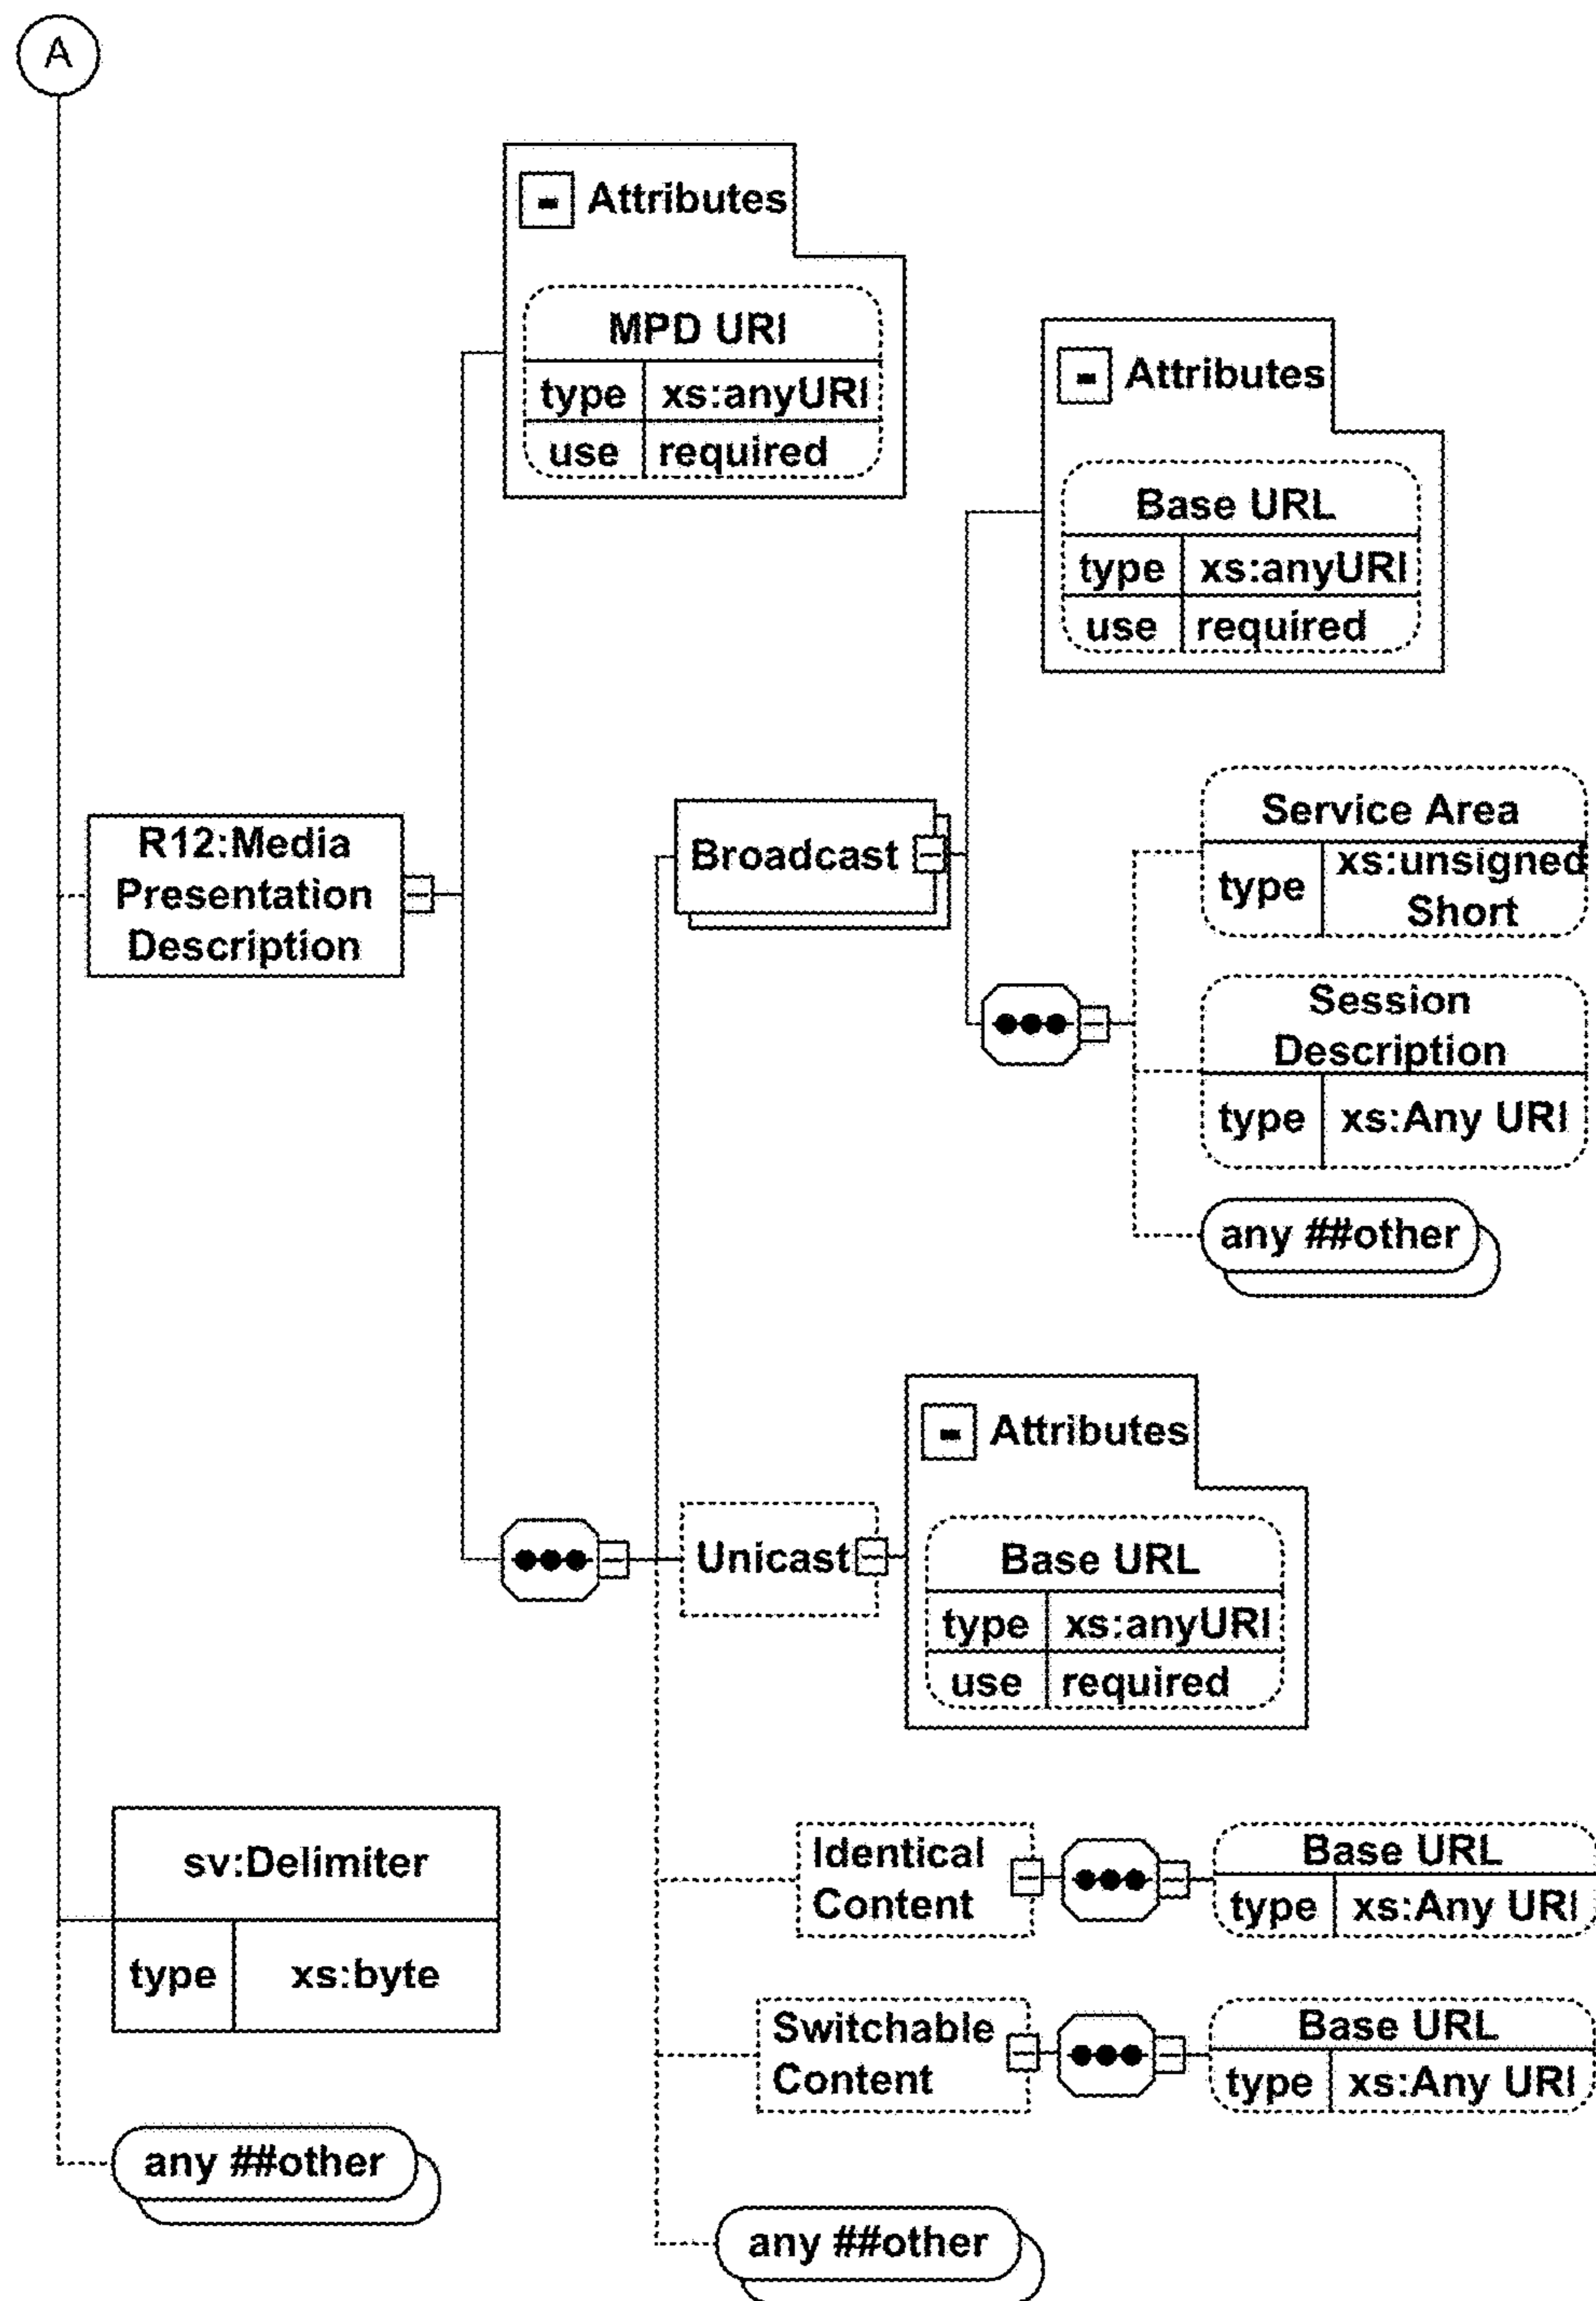 A
Attributes
MPD URI
type xs:anyURI
use required
Attributes
Base URL
type xs:anyURI
use required
R12:Media
Presentation
Description
Broadcast
Service Area
type xs:unsigned
Short
Session
Description
type xs:Any URI
any ##other
Attributes
Unicast
Base URL
type xs:anyURI
use required
sv:Delimiter
type xs:byte
Identical
Content
Base URL
type xs:Any URI
Switchable
Content
Base URL
type xs:Any URI
any ##other
any ##other